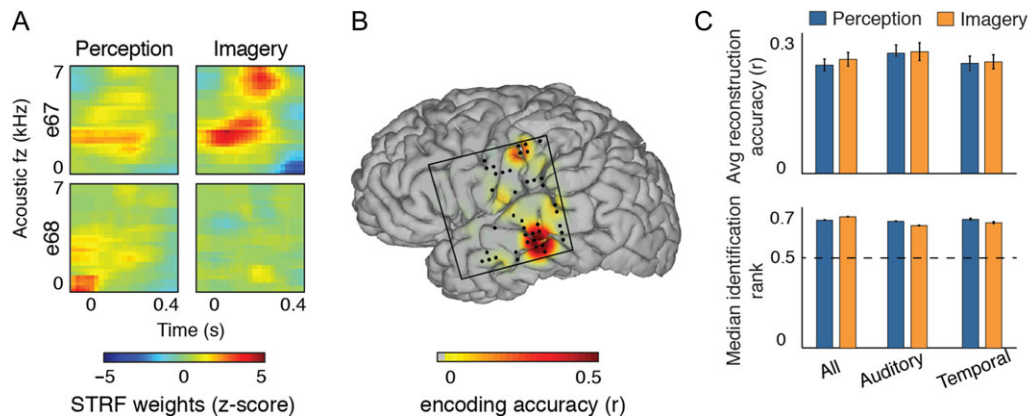 A
Perception
Imagery
Acoustic fz (kHz)
e67
7
0
e68
7
0
0
0.4
0
0.4
Time (s)
−5
0
5
STRF weights (z-score)
B
0
0.5
encoding accuracy (r)
C
Perception
Imagery
Avg reconstruction
accuracy (r)
0.3
0
Perception
Imagery
Median identification
rank
0.7
0.5
0
All
Auditory
Temporal